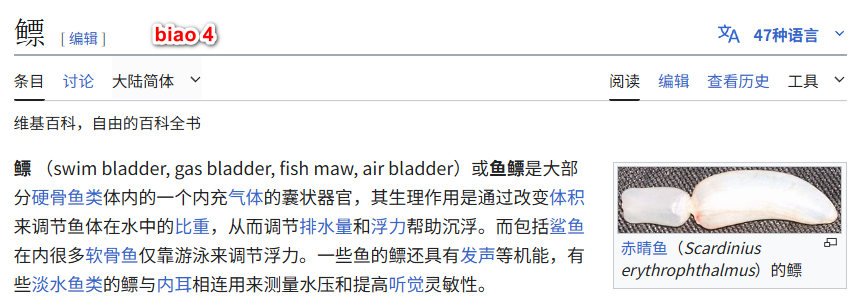 鳔 [ 编辑 ] biao 4 47种语言
条目 讨论 大陆简体 阅读 编辑 查看历史 工具
维基百科，自由的百科全书
鳔 （swim bladder, gas bladder, fish maw, air bladder）或鱼鳔是大部
分硬骨鱼类体内的一个内充气体的囊状器官，其生理作用是通过改变体积
来调节鱼体在水中的比重，从而调节排水量和浮力帮助沉浮。而包括鲨鱼
在内很多软骨鱼仅靠游泳来调节浮力。一些鱼的鳔还具有发声等机能，有
些淡水鱼类的鳔与内耳相连用来测量水压和提高听觉灵敏性。
赤睛鱼（Scardinius
erythrophthalmus）的鳔